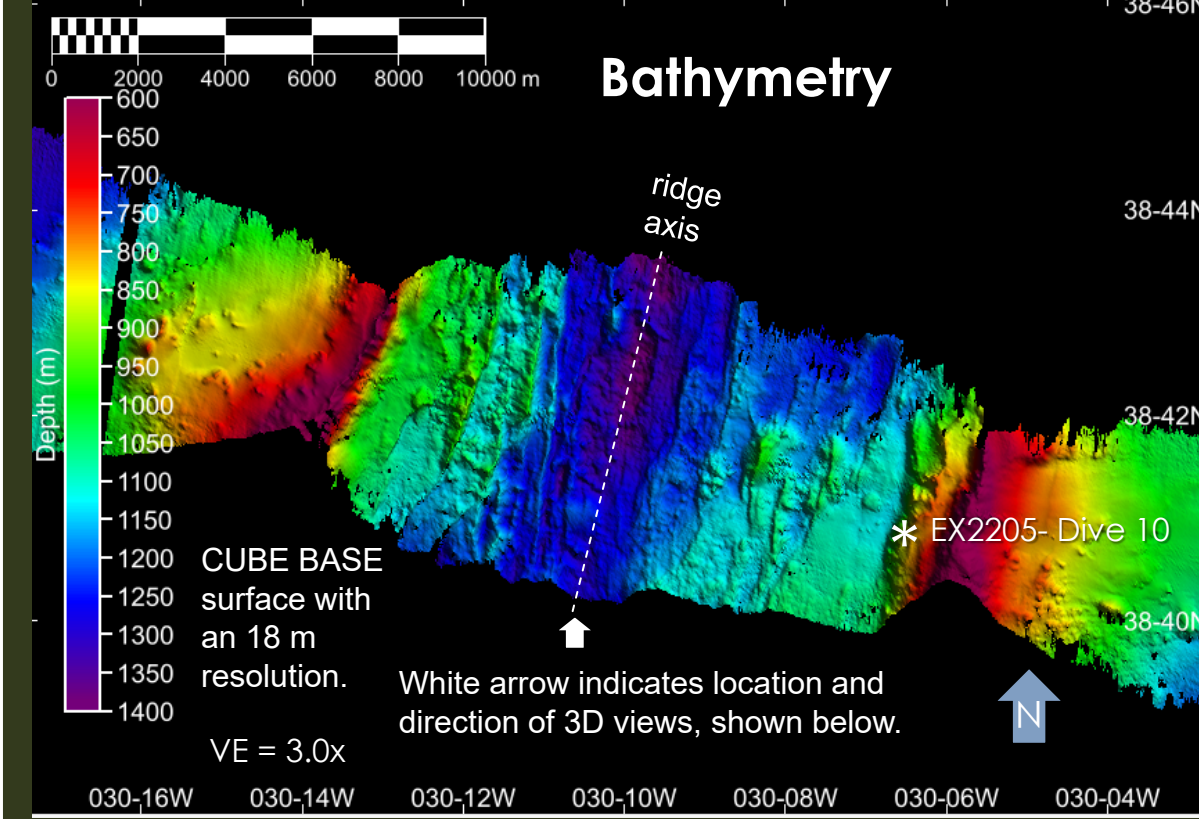 Bathymetry
0 2000 4000 6000 8000 10000 m
Depth (m)
600
650
700
750
800
850
900
950
1000
1050
1100
1150
1200
1250
1300
1350
1400
ridge
axis
38-46N
38-44N
38-42N
38-40N
* EX2205- Dive 10
CUBE BASE
surface with
an 18 m
resolution.
VE = 3.0x
White arrow indicates location and
direction of 3D views, shown below.
N
030-16W 030-14W 030-12W 030-10W 030-08W 030-06W 030-04W